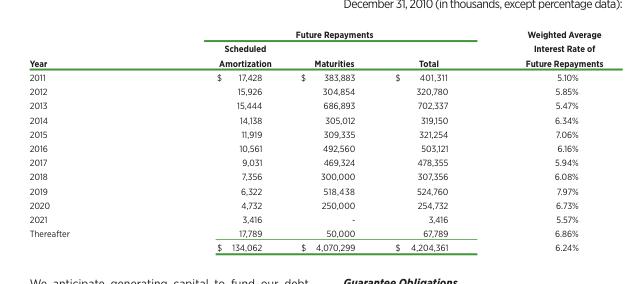 December 31, 2010 (in thousands, except percentage data):
Future Repayments Weighted Average
Scheduled Interest Rate of
Year Amortization Maturities Total Future Repayments
2011 $ 17,428 $ 383,883 $ 401,311 5.10%
2012 15,926 304,854 320,780 5.85%
2013 15,444 686,893 702,337 5.47%
2014 14,138 305,012 319,150 6.34%
2015 11,919 309,335 321,254 7.06%
2016 10,561 492,560 503,121 6.16%
2017 9,031 469,324 478,355 5.94%
2018 7,356 300,000 307,356 6.08%
2019 6,322 518,438 524,760 7.97%
2020 4,732 250,000 254,732 6.73%
2021 3,416 - 3,416 5.57%
Thereafter 17,789 50,000 67,789 6.86%
$ 134,062 $ 4,070,299 $ 4,204,361 6.24%
We anticipate generating capital to fund our debt Guarantee Obligations